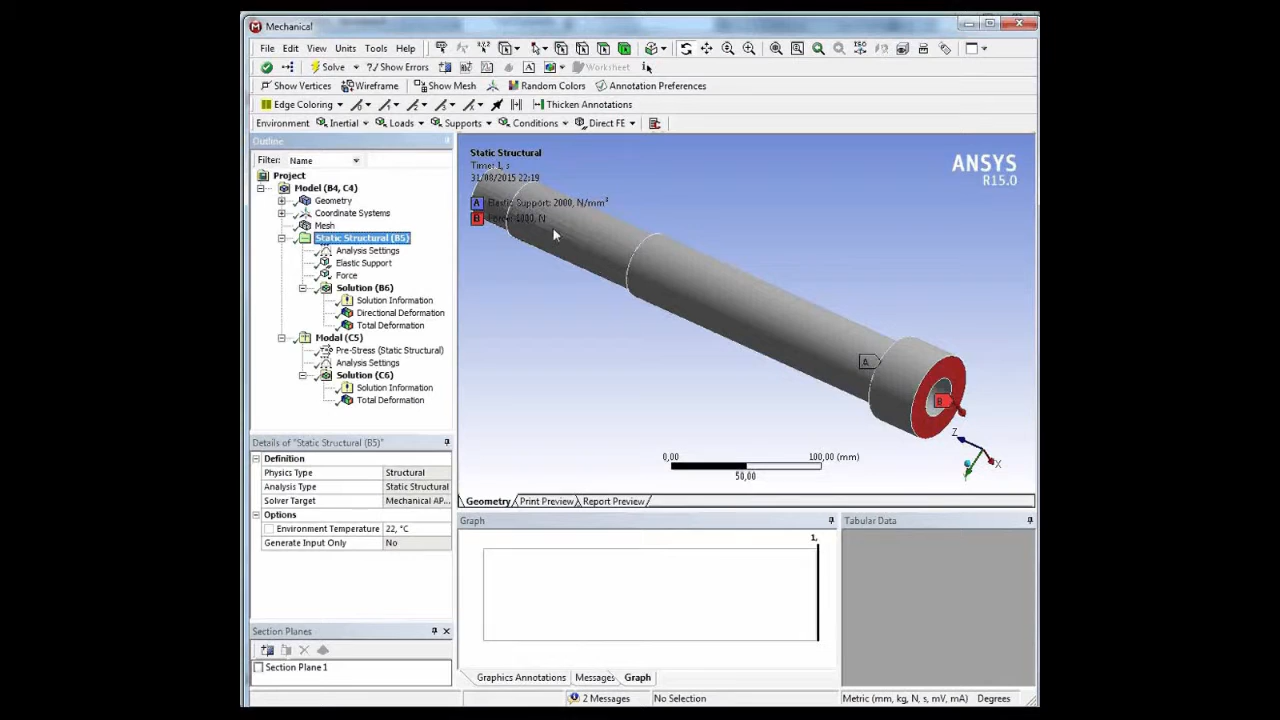 Mechanical
File Edit View Units Tools Help
Solve ?/ Show Errors Worksheet
Show Vertices Wireframe Show Mesh Random Colors Annotation Preferences
Edge Coloring Thicken Annotations
Environment Inertial Loads Supports Conditions Direct FE
Outline
Filter: Name
Project
Model (B4, C4)
Geometry
Coordinate Systems
Mesh
Static Structural (B5)
Analysis Settings
Elastic Support
Force
Solution (B6)
Solution Information
Directional Deformation
Total Deformation
Modal (C5)
Pre-Stress (Static Structural)
Analysis Settings
Solution (C6)
Solution Information
Total Deformation
Details of "Static Structural (B5)"
Definition
Physics Type Structural
Analysis Type Static Structural
Solver Target Mechanical AP...
Options
Environment Temperature 22, °C
Generate Input Only No
Section Planes
Section Plane 1
Static Structural
Time: 1, s
31/08/2015 22:19
A Elastic Support: 2000, N/mm³
B Force: 1000, N
ANSYS
R15.0
A
B
Z
X
Y
0,00 100,00 (mm)
50,00
Geometry Print Preview Report Preview
Graph
1,
Tabular Data
Graphics Annotations Messages Graph
2 Messages No Selection Metric (mm, kg, N, s, mV, mA) Degrees